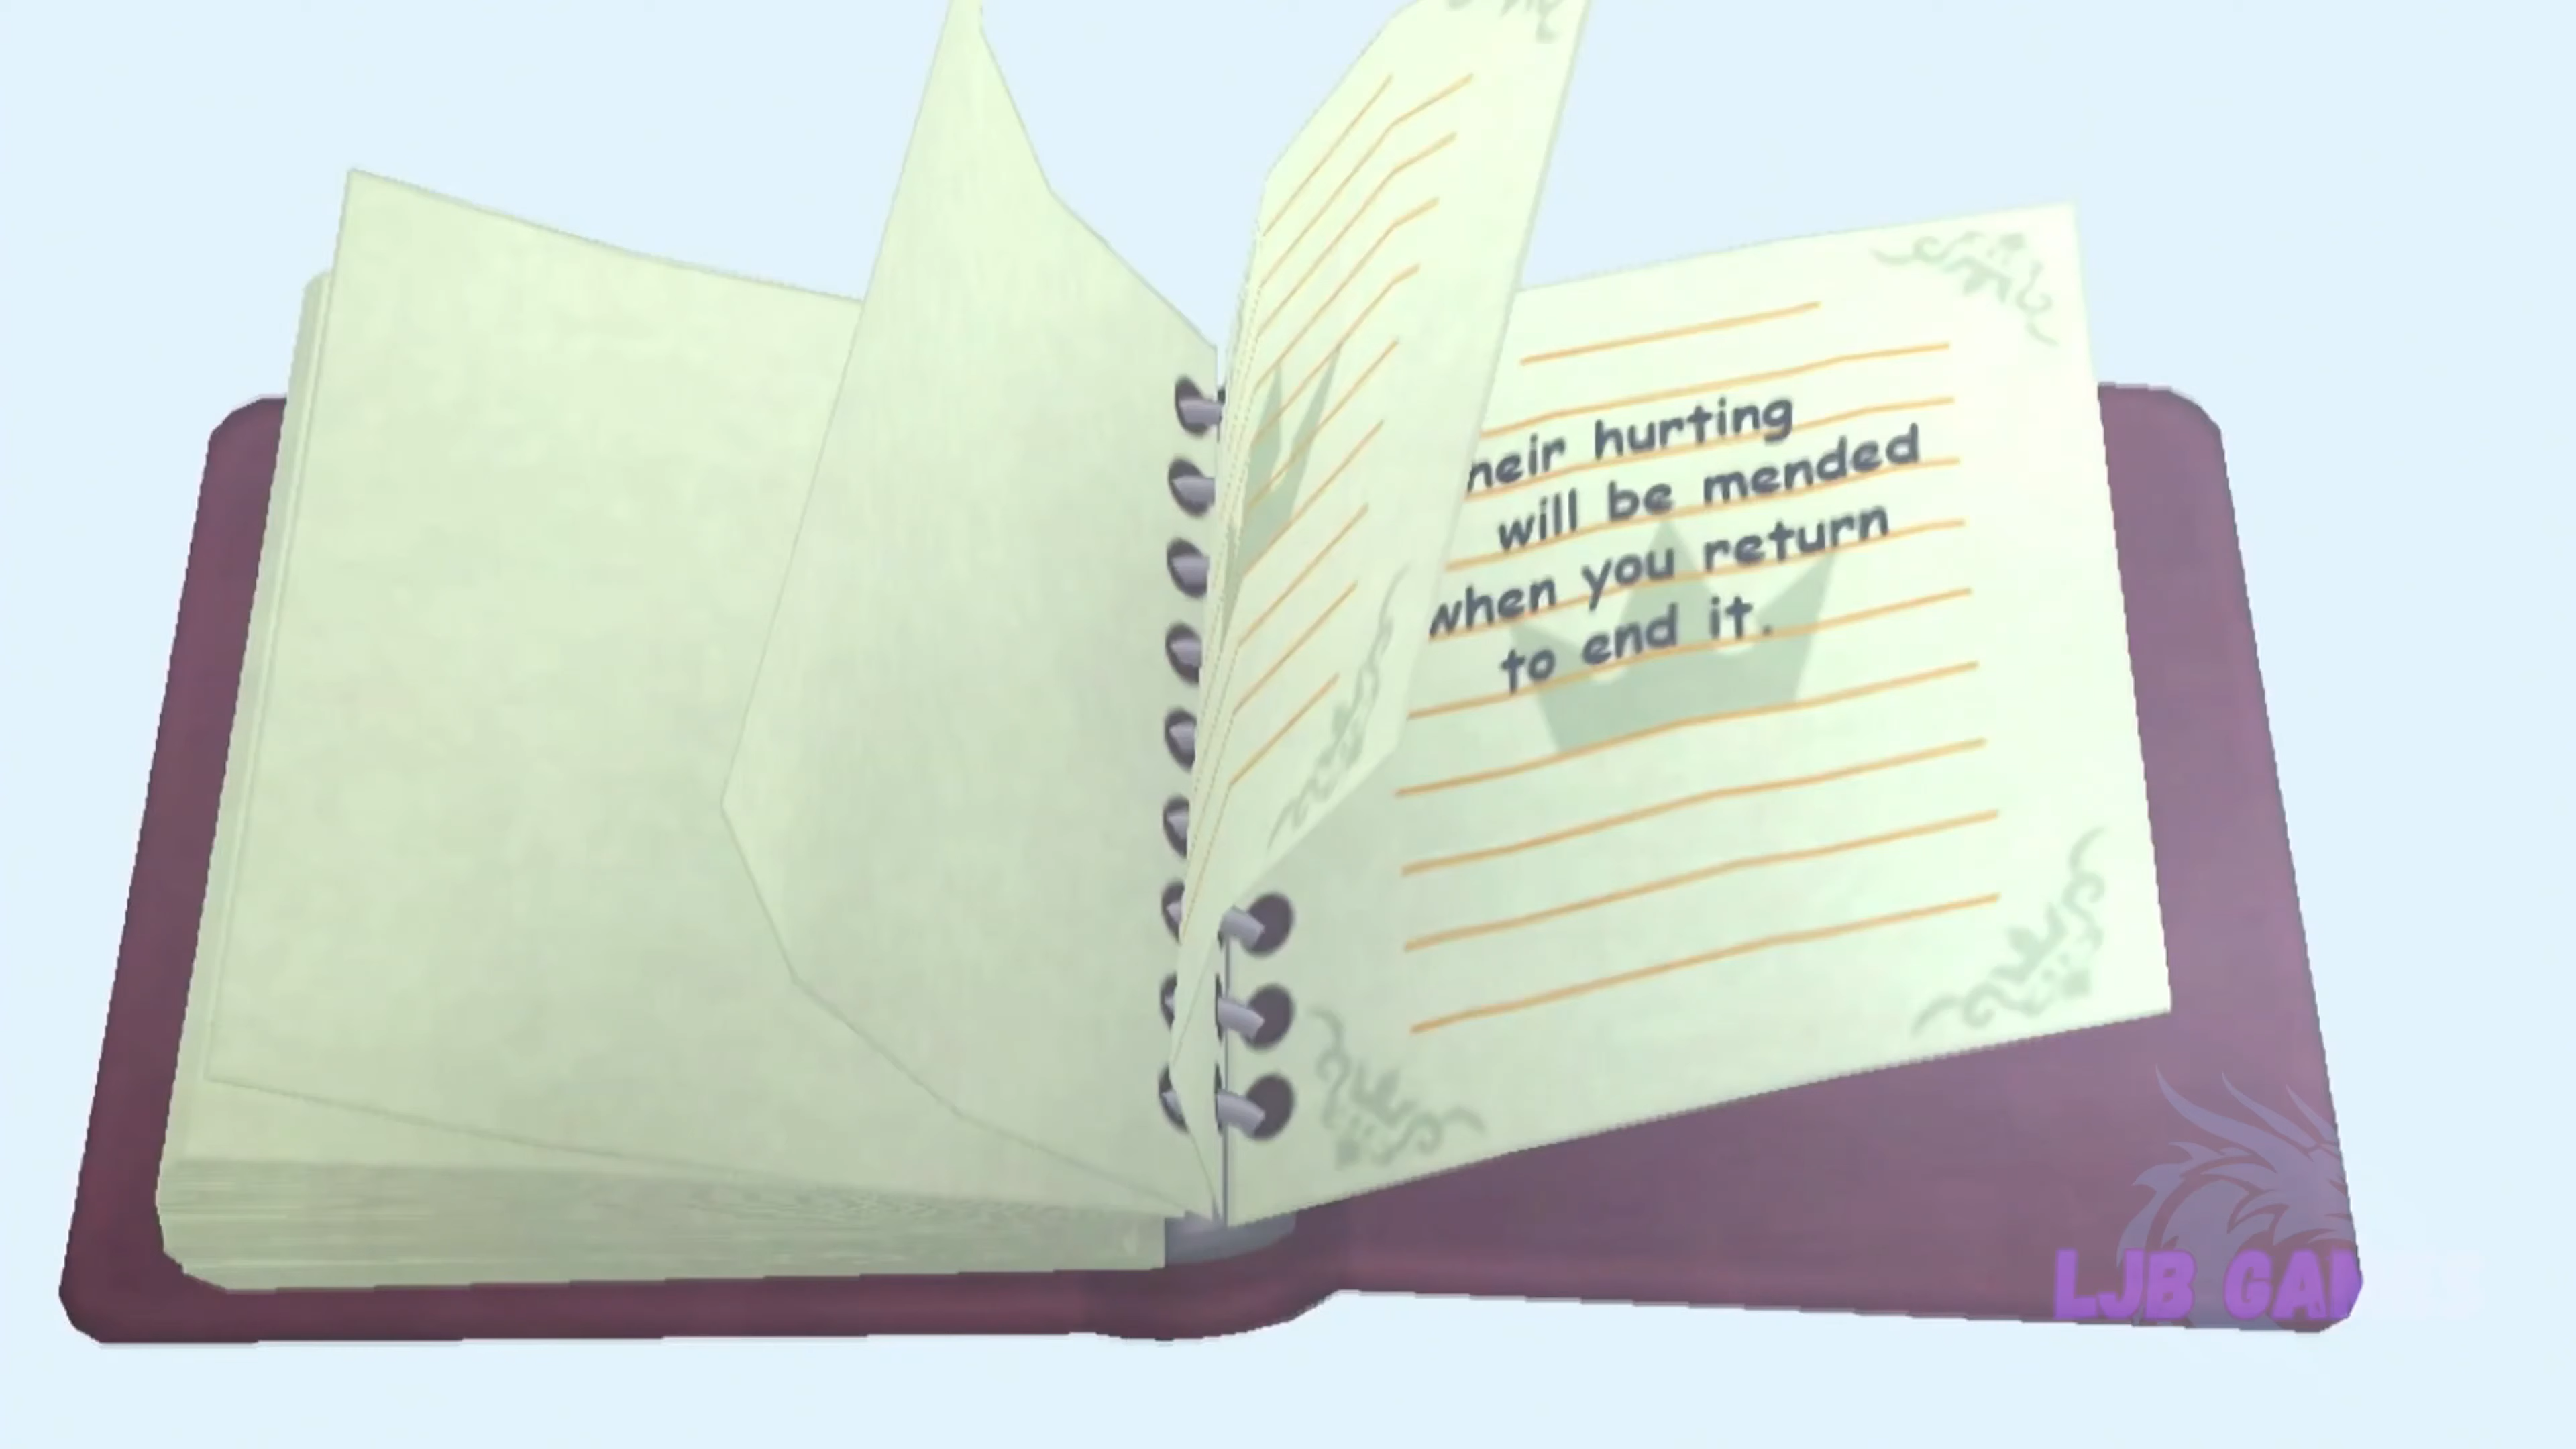 heir hurting
will be mended
when you return
to end it.
LJB GA